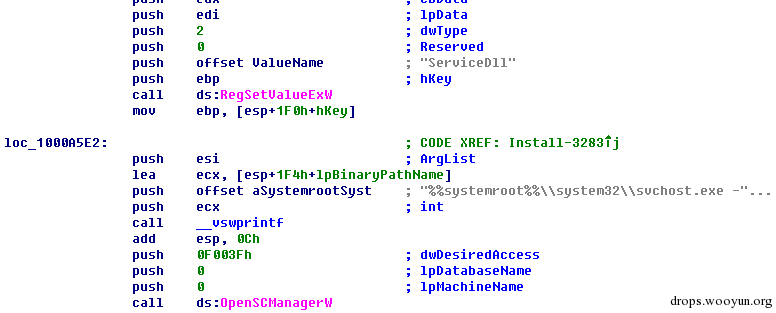 push eax ; cbData
push edi ; lpData
push 2 ; dwType
push 0 ; Reserved
push offset ValueName ; "ServiceDll"
push ebp ; hKey
call ds:RegSetValueExW
mov ebp, [esp+1F0h+hKey]
loc_1000A5E2: ; CODE XREF: Install-3283↑j
push esi ; ArgList
lea ecx, [esp+1F4h+lpBinaryPathName]
push offset aSystemrootSyst ; "%%systemroot%%\\system32\\svchost.exe -"...
push ecx ; int
call __vswprintf
add esp, 0Ch
push 0F003Fh ; dwDesiredAccess
push 0 ; lpDatabaseName
push 0 ; lpMachineName
call ds:OpenSCManagerW
drops.wooyun.org